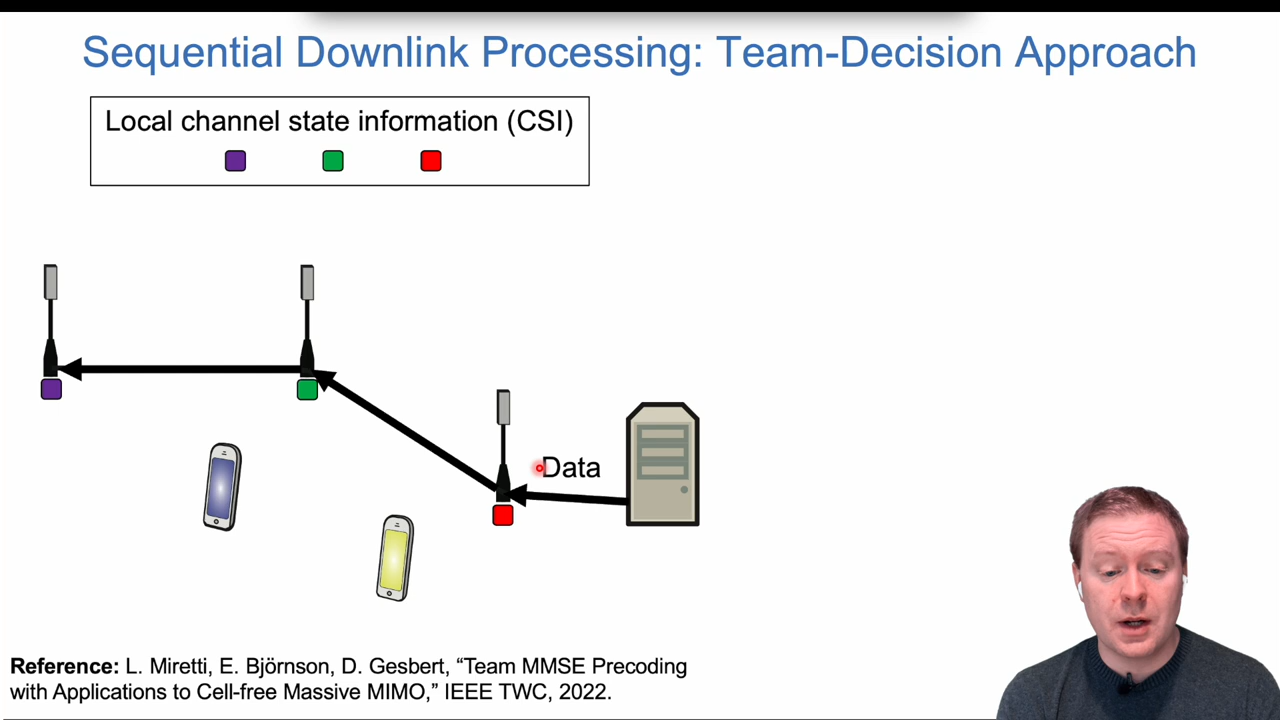 Sequential Downlink Processing: Team-Decision Approach
Local channel state information (CSI)
Data
Reference: L. Miretti, E. Björnson, D. Gesbert, “Team MMSE Precoding
with Applications to Cell-free Massive MIMO,” IEEE TWC, 2022.